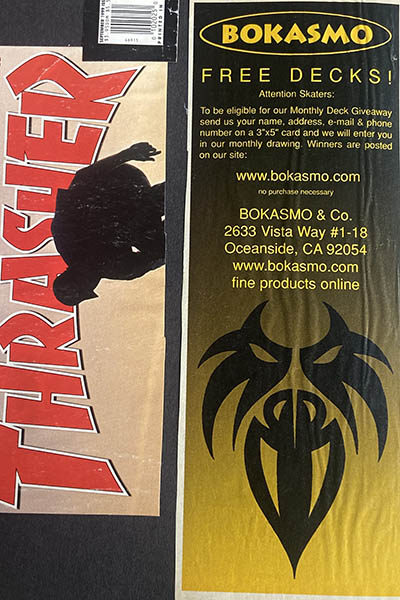 THRASHER
BOKASMO
FREE DECKS!
Attention Skaters:
To be eligible for our Monthly Deck Giveaway
send us your name, address, e-mail & phone
number on a 3"x5" card and we will enter you
in our monthly drawing. Winners are posted
on our site:
www.bokasmo.com
no purchase necessary
BOKASMO & Co.
2633 Vista Way #1-18
Oceanside, CA 92054
www.bokasmo.com
fine products online